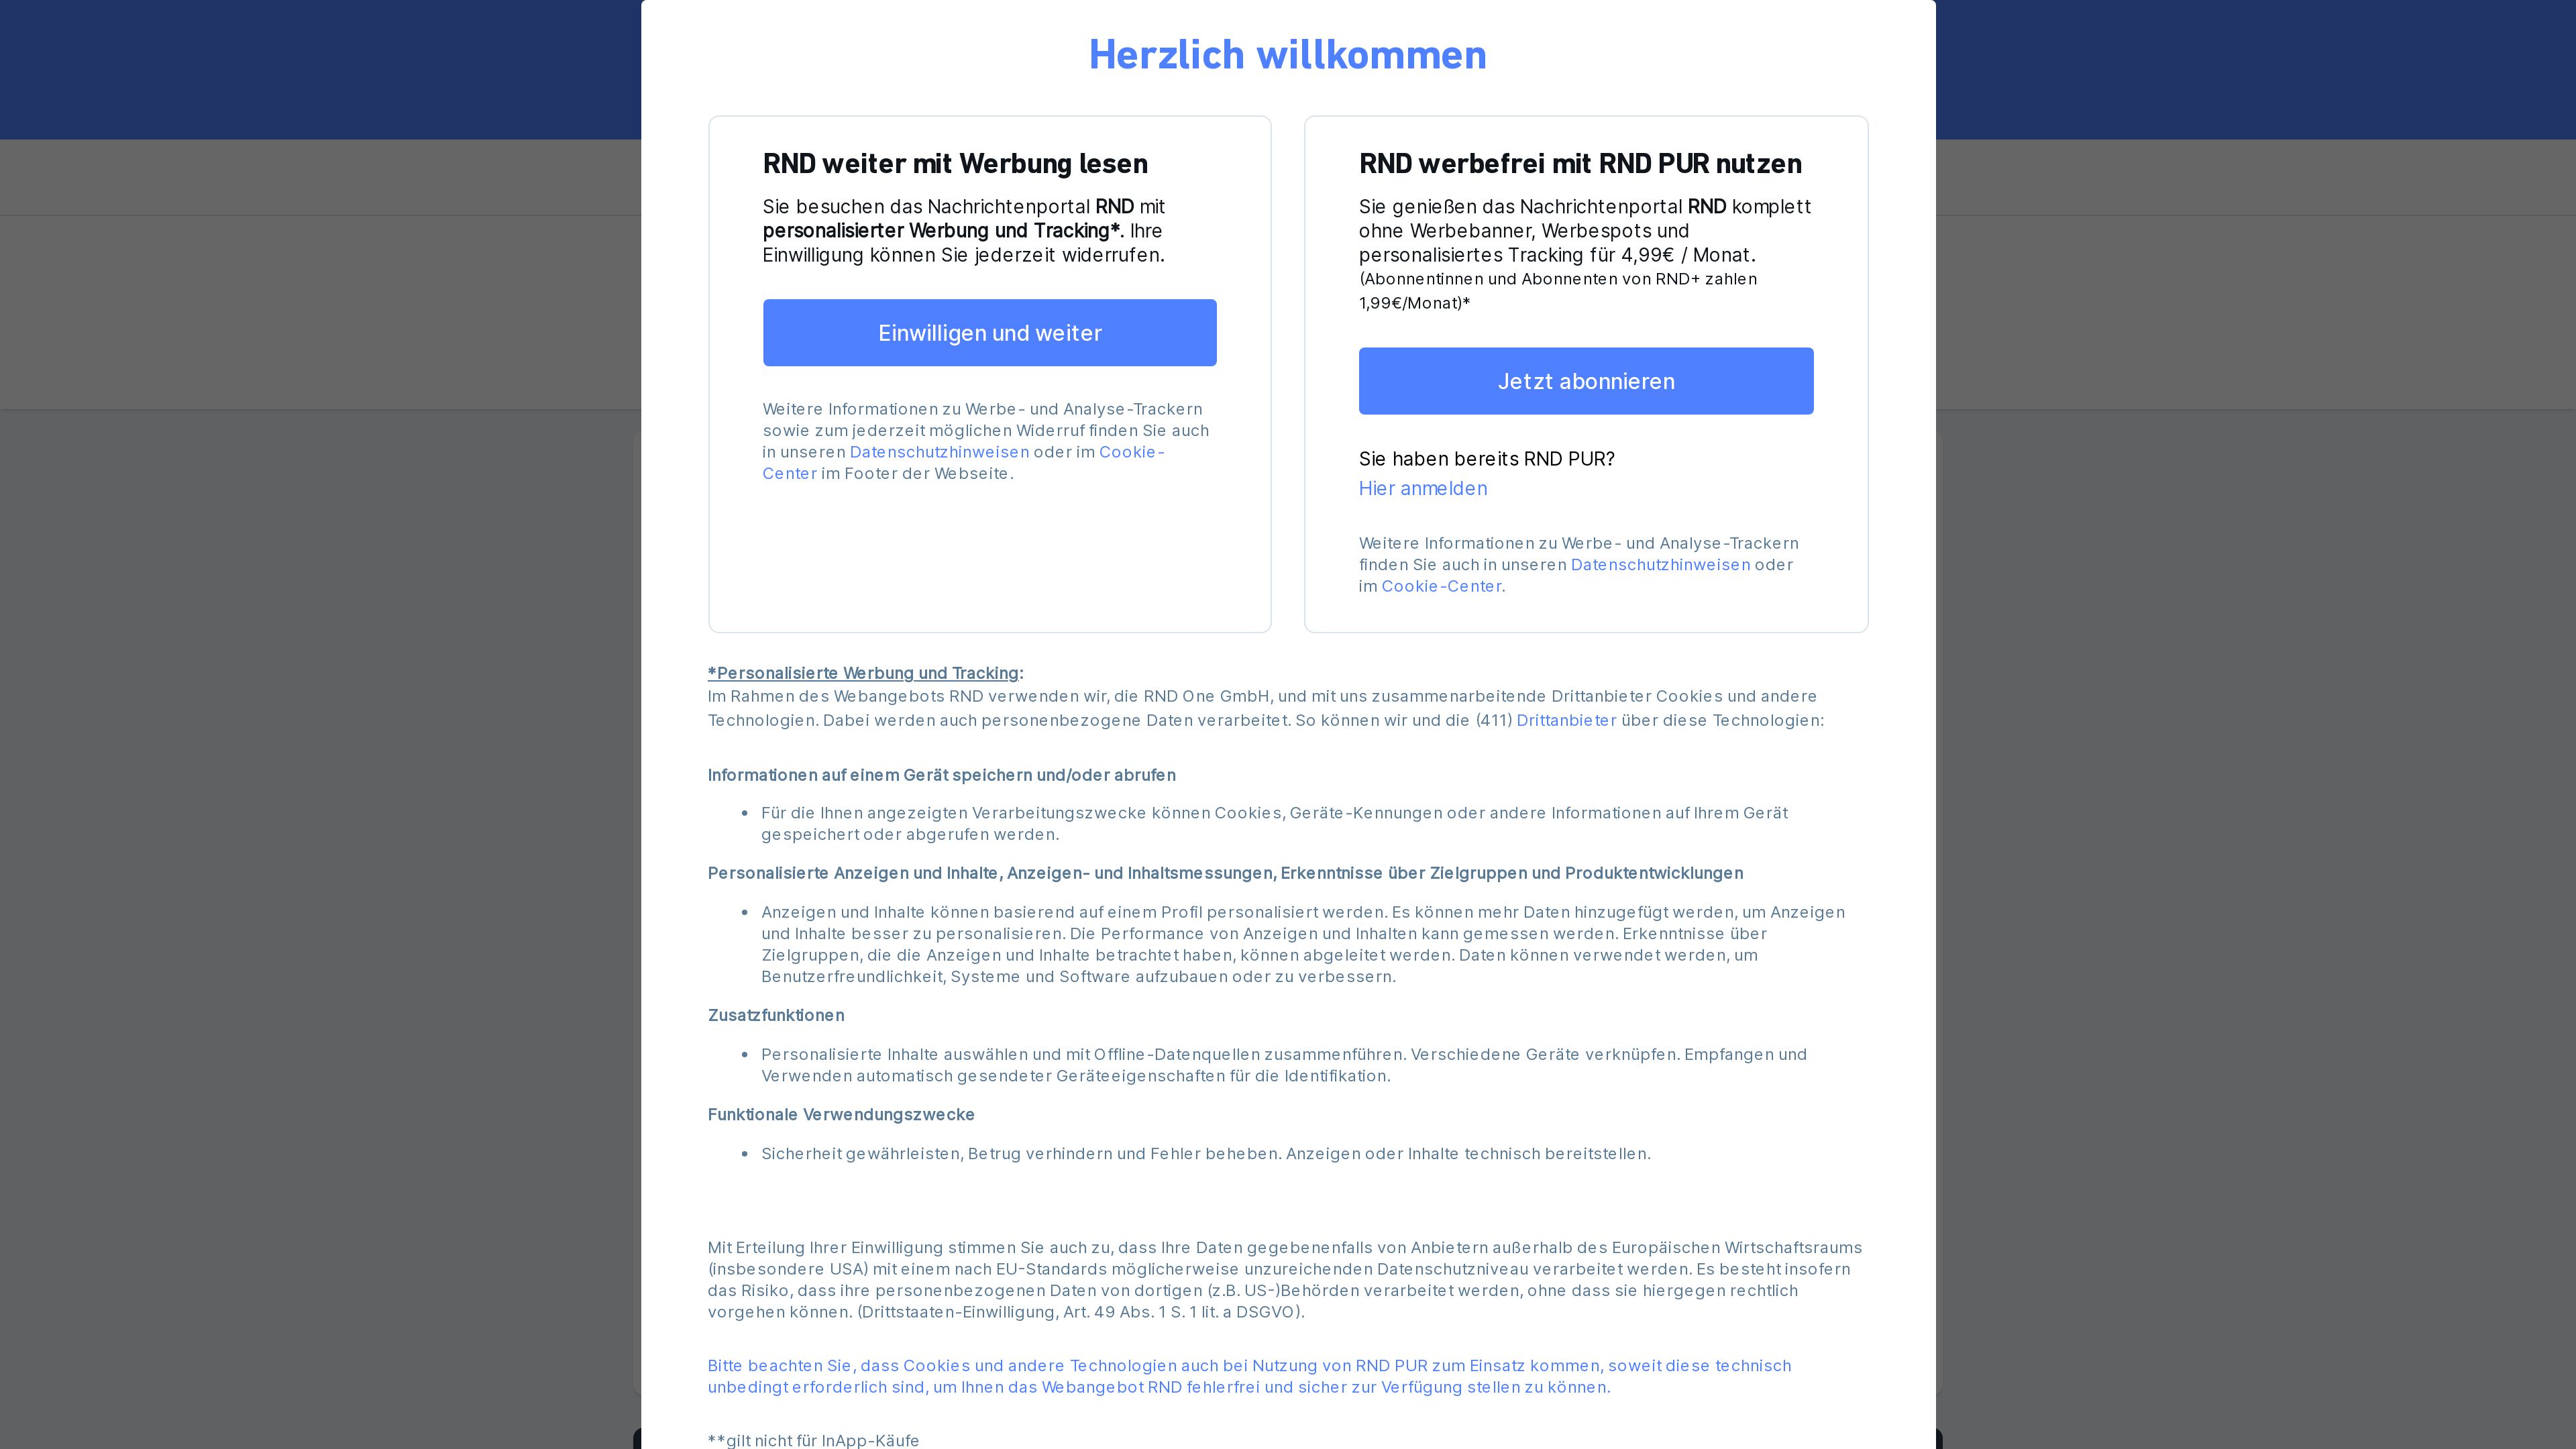 Herzlich willkommen
RND weiter mit Werbung lesen
Sie besuchen das Nachrichtenportal RND mit
personalisierter Werbung und Tracking*. Ihre
Einwilligung können Sie jederzeit widerrufen.
Einwilligen und weiter
Weitere Informationen zu Werbe- und Analyse-Trackern
sowie zum jederzeit möglichen Widerruf finden Sie auch
in unseren Datenschutzhinweisen oder im Cookie-
Center im Footer der Webseite.
RND werbefrei mit RND PUR nutzen
Sie genießen das Nachrichtenportal RND komplett
ohne Werbebanner, Werbespots und
personalisiertes Tracking für 4,99€ / Monat.
(Abonnentinnen und Abonnenten von RND+ zahlen
1,99€/Monat)*
Jetzt abonnieren
Sie haben bereits RND PUR?
Hier anmelden
Weitere Informationen zu Werbe- und Analyse-Trackern
finden Sie auch in unseren Datenschutzhinweisen oder
im Cookie-Center.
*Personalisierte Werbung und Tracking:
Im Rahmen des Webangebots RND verwenden wir, die RND One GmbH, und mit uns zusammenarbeitende Drittanbieter Cookies und andere
Technologien. Dabei werden auch personenbezogene Daten verarbeitet. So können wir und die (411) Drittanbieter über diese Technologien:
Informationen auf einem Gerät speichern und/oder abrufen
• Für die Ihnen angezeigten Verarbeitungszwecke können Cookies, Geräte-Kennungen oder andere Informationen auf Ihrem Gerät
gespeichert oder abgerufen werden.
Personalisierte Anzeigen und Inhalte, Anzeigen- und Inhaltsmessungen, Erkenntnisse über Zielgruppen und Produktentwicklungen
• Anzeigen und Inhalte können basierend auf einem Profil personalisiert werden. Es können mehr Daten hinzugefügt werden, um Anzeigen
und Inhalte besser zu personalisieren. Die Performance von Anzeigen und Inhalten kann gemessen werden. Erkenntnisse über
Zielgruppen, die die Anzeigen und Inhalte betrachtet haben, können abgeleitet werden. Daten können verwendet werden, um
Benutzerfreundlichkeit, Systeme und Software aufzubauen oder zu verbessern.
Zusatzfunktionen
• Personalisierte Inhalte auswählen und mit Offline-Datenquellen zusammenführen. Verschiedene Geräte verknüpfen. Empfangen und
Verwenden automatisch gesendeter Geräteeigenschaften für die Identifikation.
Funktionale Verwendungszwecke
• Sicherheit gewährleisten, Betrug verhindern und Fehler beheben. Anzeigen oder Inhalte technisch bereitstellen.
Mit Erteilung Ihrer Einwilligung stimmen Sie auch zu, dass Ihre Daten gegebenenfalls von Anbietern außerhalb des Europäischen Wirtschaftsraums
(insbesondere USA) mit einem nach EU-Standards möglicherweise unzureichenden Datenschutzniveau verarbeitet werden. Es besteht insofern
das Risiko, dass ihre personenbezogenen Daten von dortigen (z.B. US-)Behörden verarbeitet werden, ohne dass sie hiergegen rechtlich
vorgehen können. (Drittstaaten-Einwilligung, Art. 49 Abs. 1 S. 1 lit. a DSGVO).
Bitte beachten Sie, dass Cookies und andere Technologien auch bei Nutzung von RND PUR zum Einsatz kommen, soweit diese technisch
unbedingt erforderlich sind, um Ihnen das Webangebot RND fehlerfrei und sicher zur Verfügung stellen zu können.
**gilt nicht für InApp-Käufe